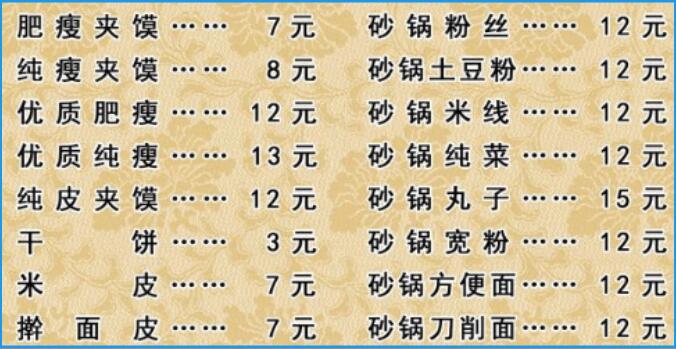 肥瘦夹馍…… 7元 砂锅粉丝…… 12元
纯瘦夹馍…… 8元 砂锅土豆粉…… 12元
优质肥瘦…… 12元 砂锅米线…… 12元
优质纯瘦…… 13元 砂锅纯菜…… 12元
纯皮夹馍…… 12元 砂锅丸子…… 15元
干饼…… 3元 砂锅宽粉…… 12元
米皮…… 7元 砂锅方便面…… 12元
擀面皮…… 7元 砂锅刀削面…… 12元